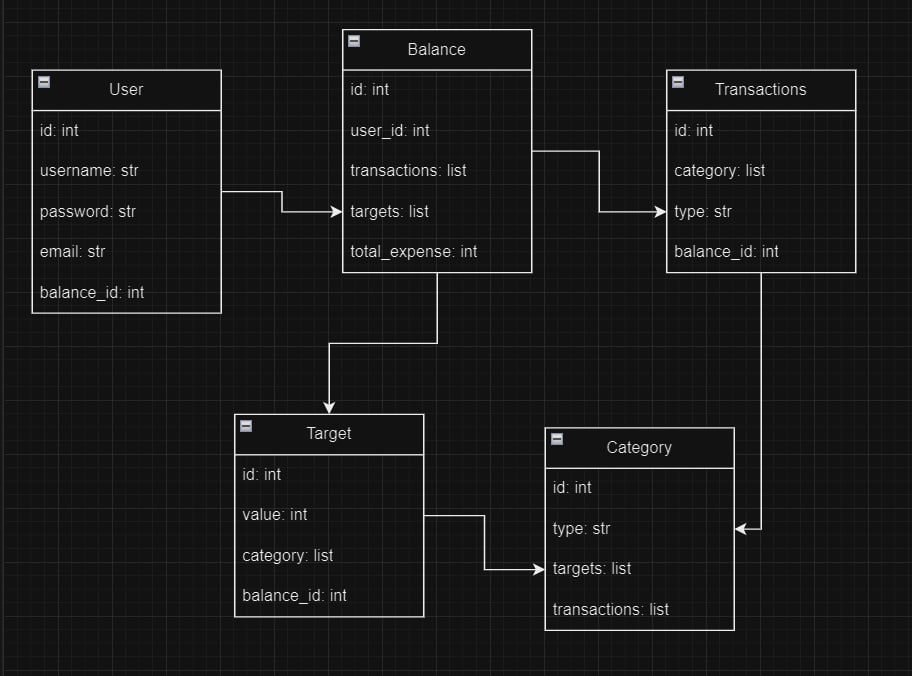 User
id: int
username: str
password: str
email: str
balance_id: int
Balance
id: int
user_id: int
transactions: list
targets: list
total_expense: int
Transactions
id: int
category: list
type: str
balance_id: int
Target
id: int
value: int
category: list
balance_id: int
Category
id: int
type: str
targets: list
transactions: list